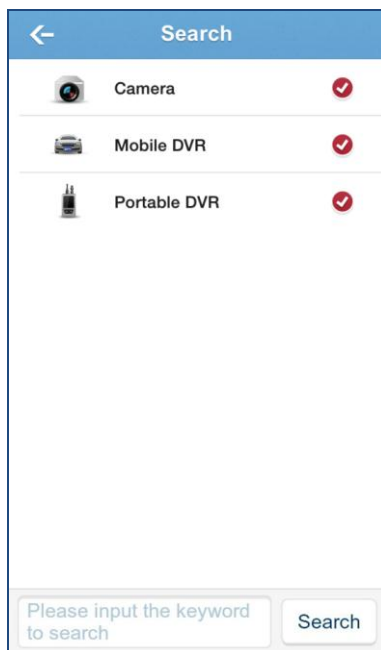 Search
Camera
Mobile DVR
Portable DVR
Please input the keyword
to search
Search